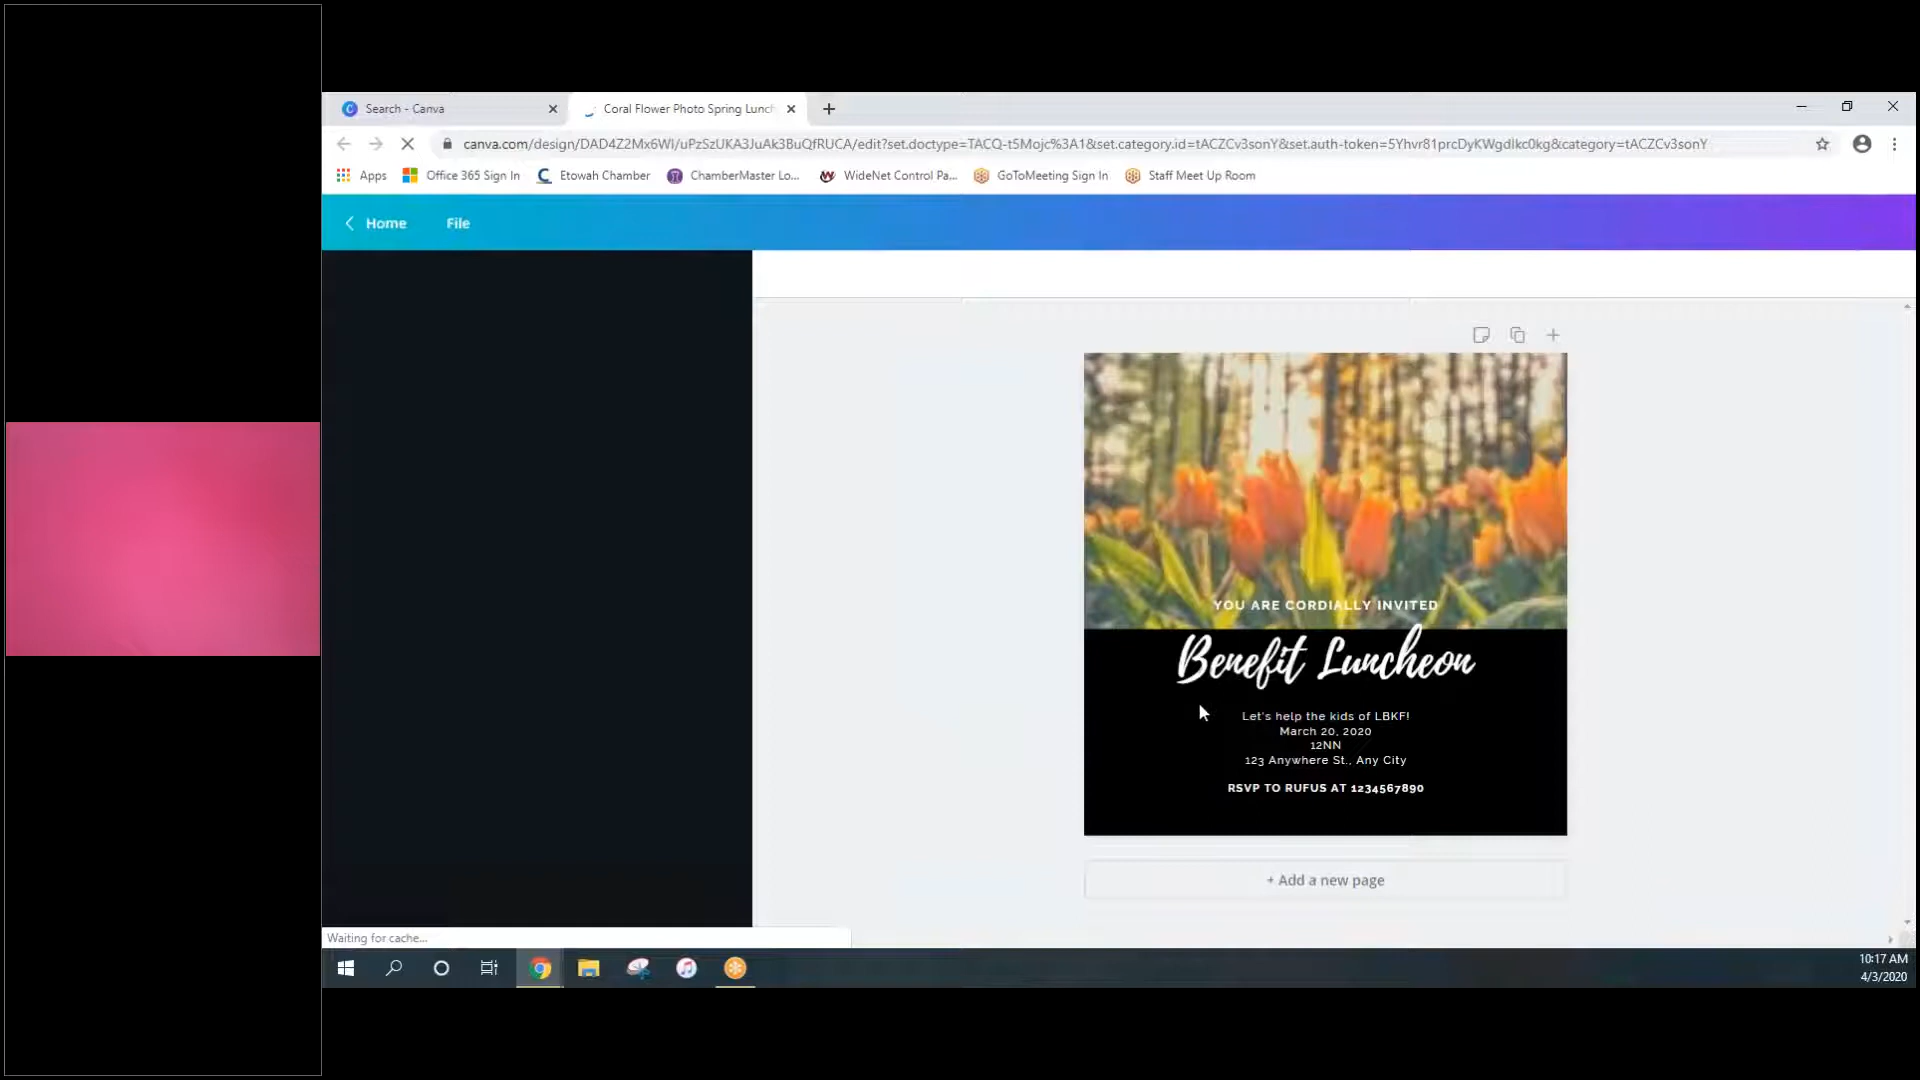 Search - Canva
Coral Flower Photo Spring Lunch
canva.com/design/DAD4Z2Mx6WI/uPzSzUKA3JuAk3BuQfRUCA/edit?set.doctype=TACQ-t5Mojc%3A1&set.category.id=tACZCv3sonY&set.auth-token=5Yhvr81prcDyKWgdlkc0kg&category=tACZCv3sonY
Apps Office 365 Sign In Etowah Chamber ChamberMaster Lo... WideNet Control Pa... GoToMeeting Sign In Staff Meet Up Room
Home File
YOU ARE CORDIALLY INVITED
Benefit Luncheon
Let's help the kids of LBKF!
March 20, 2020
12NN
123 Anywhere St., Any City
RSVP TO RUFUS AT 1234567890
+ Add a new page
Waiting for cache...
10:17 AM
4/3/2020